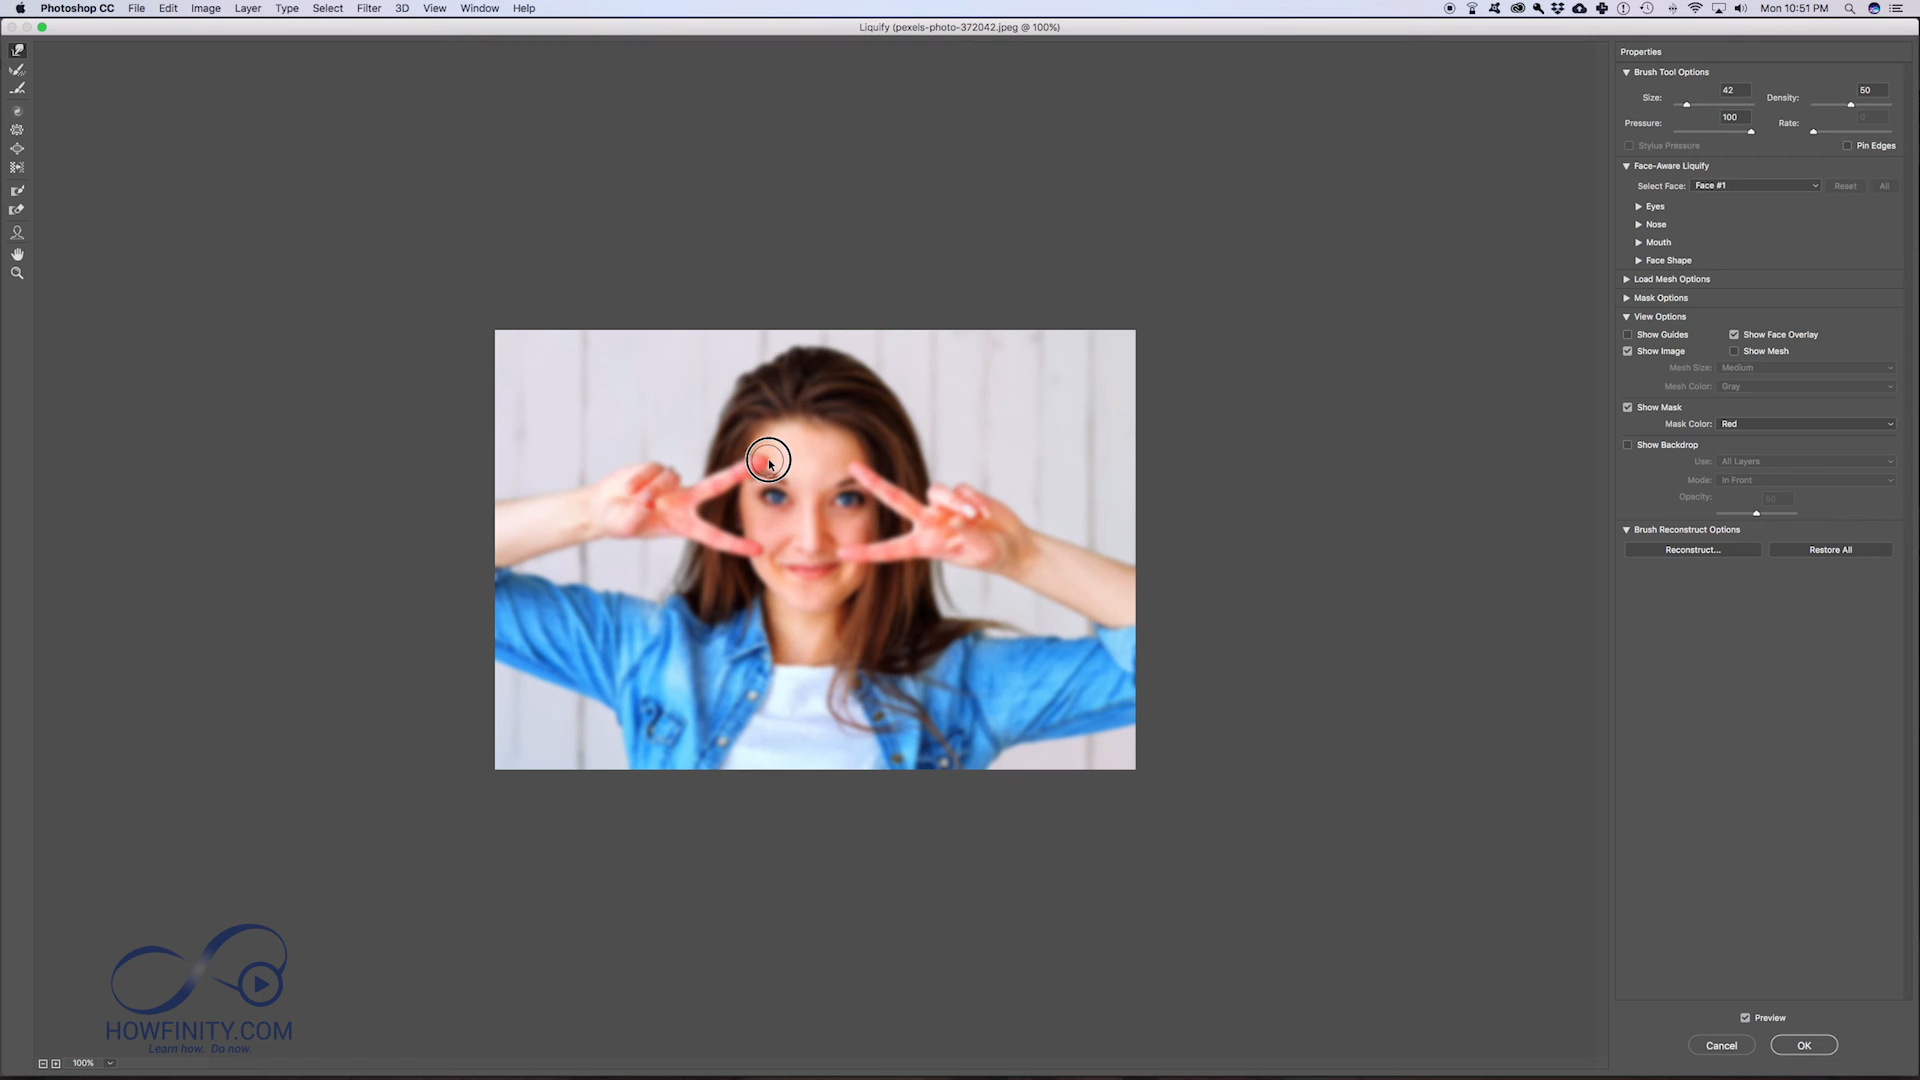 Photoshop CC File Edit Image Layer Type Select Filter 3D View Window Help Mon 10:51 PM
Liquify (pexels-photo-372042.jpeg @ 100%)
Properties
Brush Tool Options
Size: 42 Density: 50
Pressure: 100 Rate: 0
Stylus Pressure Pin Edges
Face-Aware Liquify
Select Face: Face #1 Reset All
Eyes
Nose
Mouth
Face Shape
Load Mesh Options
Mask Options
View Options
Show Guides Show Face Overlay
Show Image Show Mesh
Mesh Size: Medium
Mesh Color: Gray
Show Mask
Mask Color: Red
Show Backdrop
Use: All Layers
Mode: In Front
Opacity: 50
Brush Reconstruct Options
Reconstruct... Restore All
Preview
Cancel OK
HOWFINITY.COM
Learn how. Do now.
100%